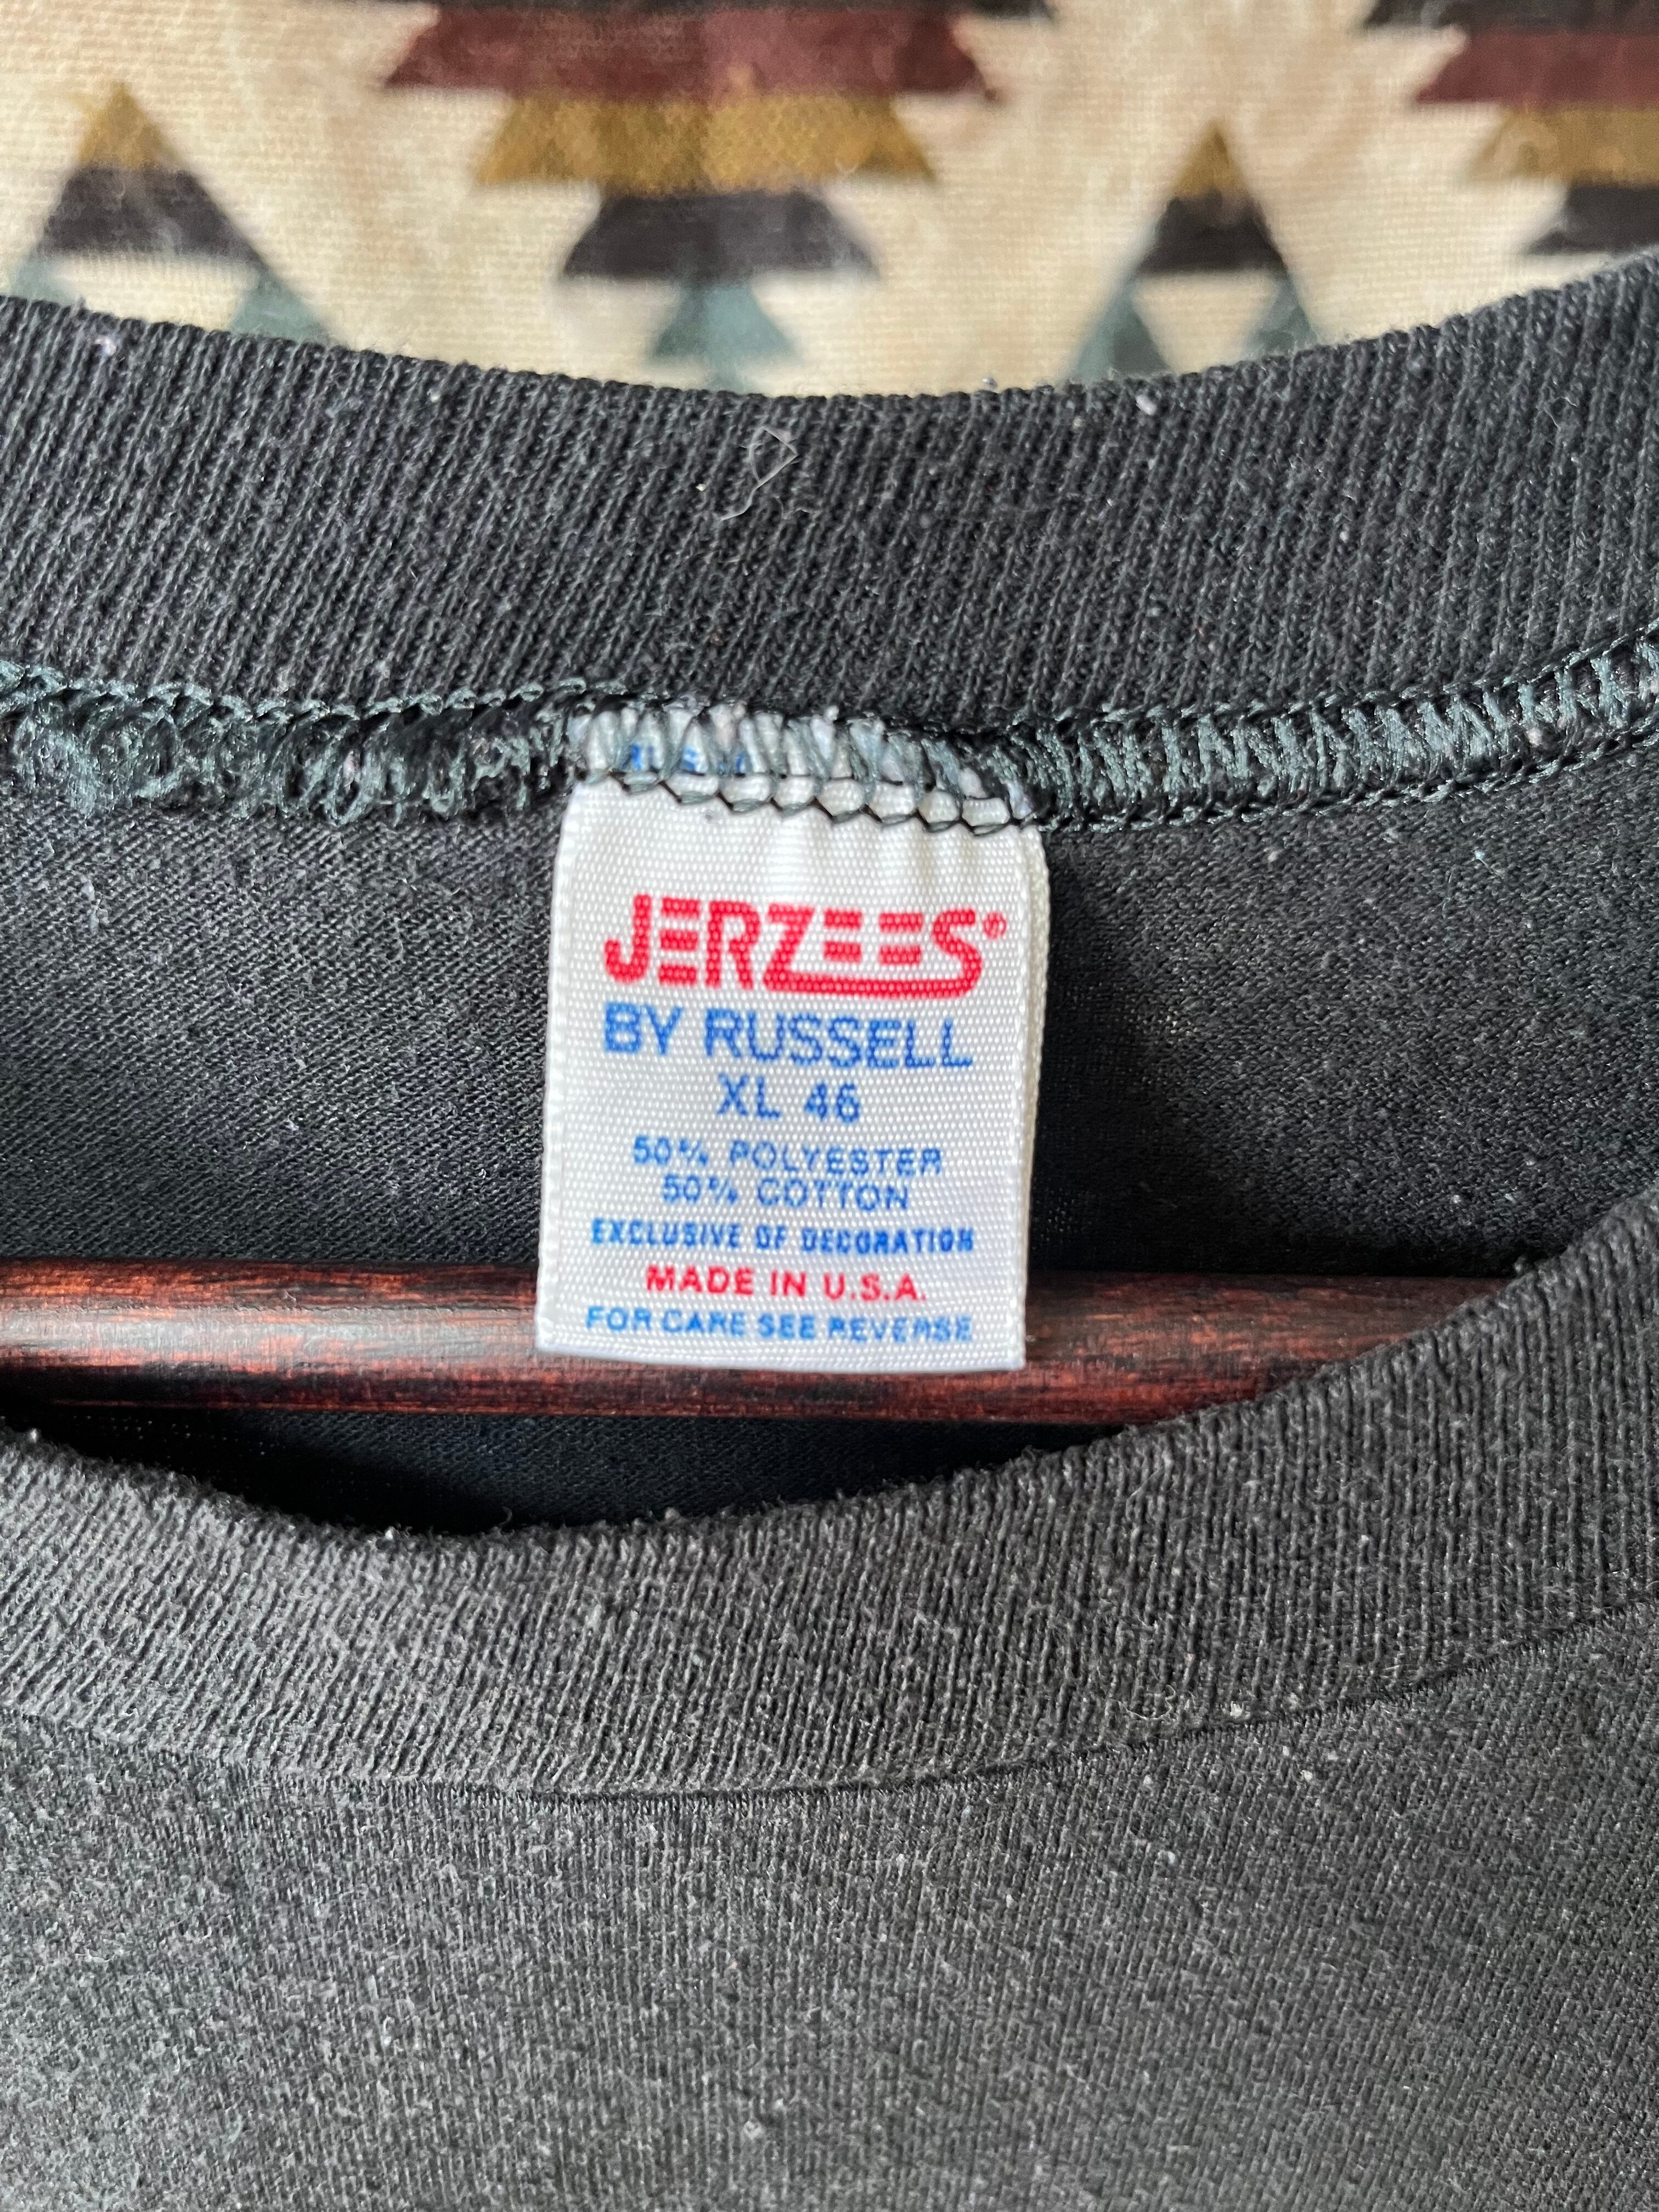 JERZEES®
BY RUSSELL
XL 46
50% POLYESTER
50% COTTON
EXCLUSIVE OF DECORATION
MADE IN U.S.A.
FOR CARE SEE REVERSE